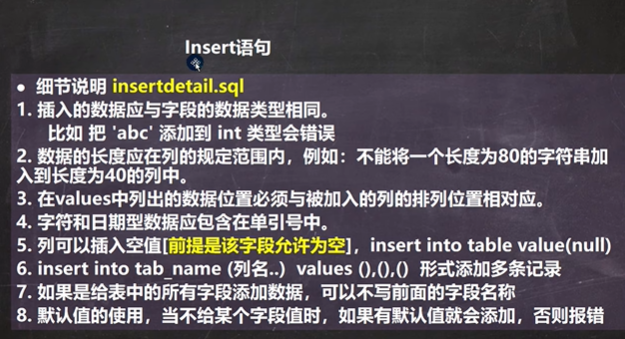 Insert语句
● 细节说明 insertdetail.sql
1. 插入的数据应与字段的数据类型相同。
比如 把 'abc' 添加到 int 类型会错误
2. 数据的长度应在列的规定范围内，例如：不能将一个长度为80的字符串加
入到长度为40的列中。
3. 在values中列出的数据位置必须与被加入的列的排列位置相对应。
4. 字符和日期型数据应包含在单引号中。
5. 列可以插入空值[前提是该字段允许为空]，insert into table value(null)
6. insert into tab_name (列名..) values (),(),() 形式添加多条记录
7. 如果是给表中的所有字段添加数据，可以不写前面的字段名称
8. 默认值的使用，当不给某个字段值时，如果有默认值就会添加，否则报错